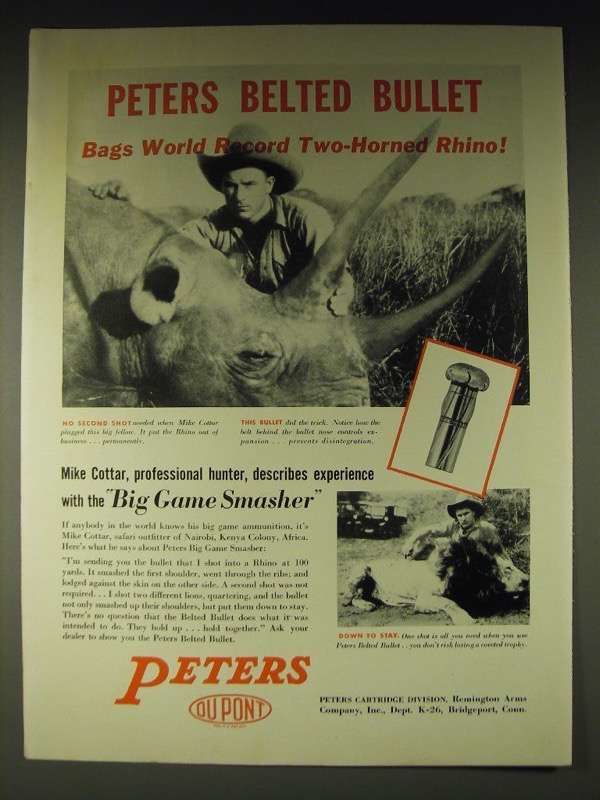 PETERS BELTED BULLET
Bags World Record Two-Horned Rhino!
NO SECOND SHOT needed when Mike Cottar
plugged this big fellow. It put the Rhino out of
business . . . permanently.
THIS BULLET did the trick. Notice how the
belt behind the bullet nose controls ex-
pansion . . . prevents disintegration.
Mike Cottar, professional hunter, describes experience
with the "Big Game Smasher"
If anybody in the world knows his big game ammunition, it's
Mike Cottar, safari outfitter of Nairobi, Kenya Colony, Africa.
Here's what he says about Peters Big Game Smasher:
"I'm sending you the bullet that I shot into a Rhino at 100
yards. It smashed the first shoulder, went through the ribs; and
lodged against the skin on the other side. A second shot was not
required. . . I shot two different lions, quartering, and the bullet
not only smashed up their shoulders, but put them down to stay.
There's no question that the Belted Bullet does what it was
intended to do. They hold up . . . hold together." Ask your
dealer to show you the Peters Belted Bullet.
DOWN TO STAY. One shot is all you need when you use
Peters Belted Bullet . . you don't risk losing a coveted trophy.
PETERS
DU PONT
PETERS CARTRIDGE DIVISION, Remington Arms
Company, Inc., Dept. K-26, Bridgeport, Conn.